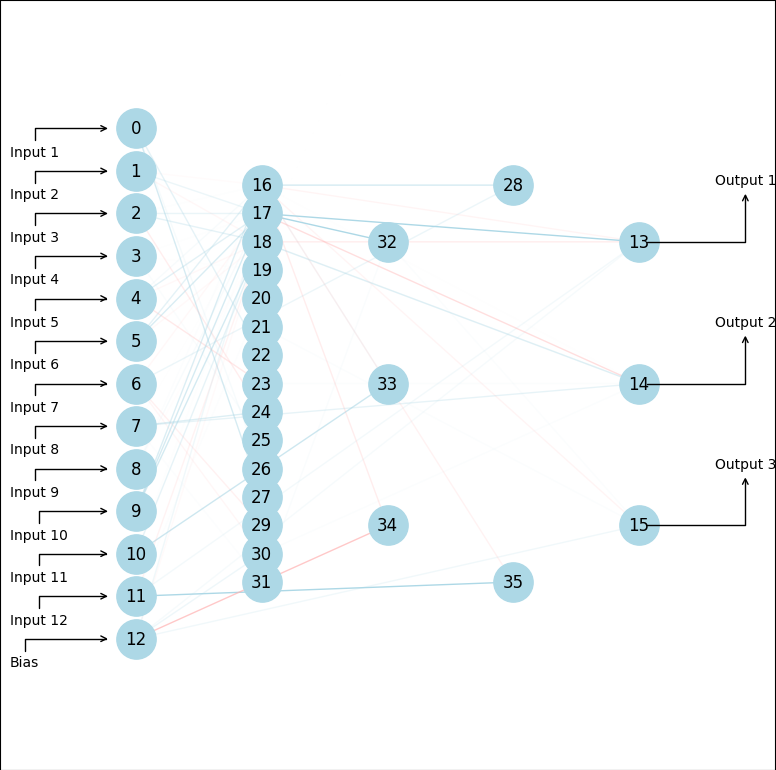 0
Input 1
1
Input 2
2
Input 3
3
Input 4
4
Input 5
5
Input 6
6
Input 7
7
Input 8
8
Input 9
9
Input 10
10
Input 11
11
Input 12
12
Bias
16
17
18
19
20
21
22
23
24
25
26
27
29
30
31
32
33
34
28
35
13
14
15
Output 1
Output 2
Output 3